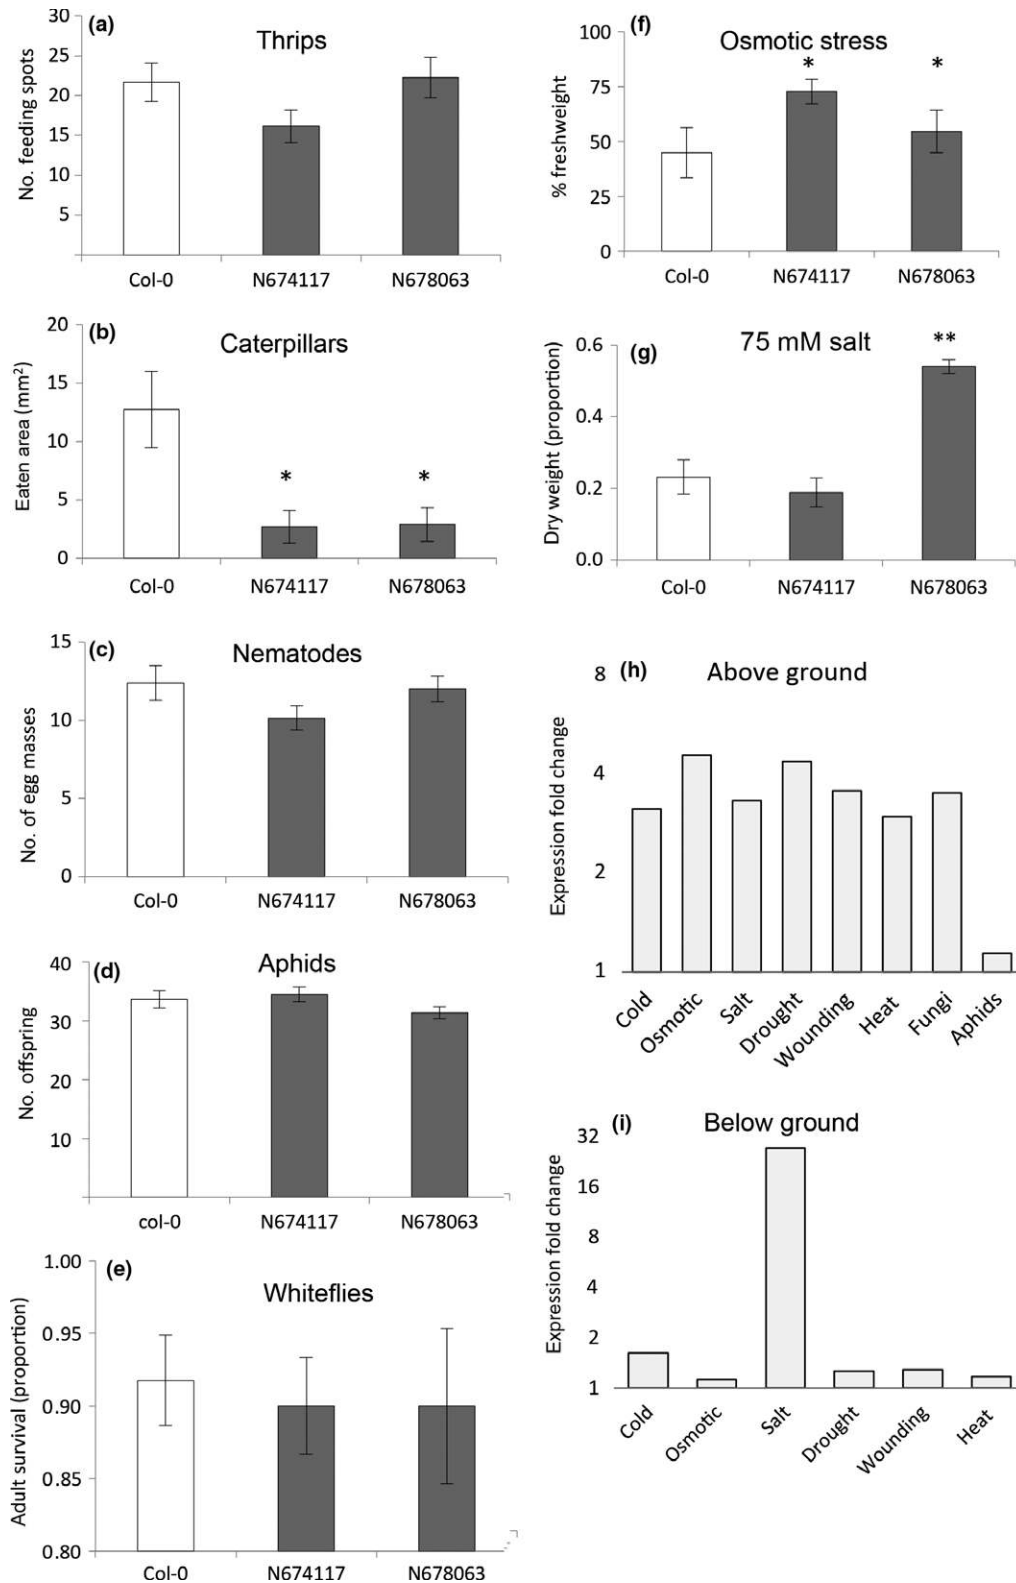 (a) Thrips
No. feeding spots
30
25
20
15
10
5
Col-0 N674117 N678063
(b) Caterpillars
Eaten area (mm²)
20
15
10
5
0
* *
Col-0 N674117 N678063
(c) Nematodes
No. of egg masses
15
10
5
0
Col-0 N674117 N678063
(d) Aphids
No. offspring
40
30
20
10
col-0 N674117 N678063
(e) Whiteflies
Adult survival (proportion)
1.00
0.95
0.90
0.85
0.80
Col-0 N674117 N678063
(f) Osmotic stress
% freshweight
100
75
50
25
0
* *
Col-0 N674117 N678063
(g) 75 mM salt
Dry weight (proportion)
0.6
0.4
0.2
0.0
**
Col-0 N674117 N678063
(h) Above ground
Expression fold change
8
4
2
1
Cold Osmotic Salt Drought Wounding Heat Fungi Aphids
(i) Below ground
Expression fold change
32
16
8
4
2
1
Cold Osmotic Salt Drought Wounding Heat